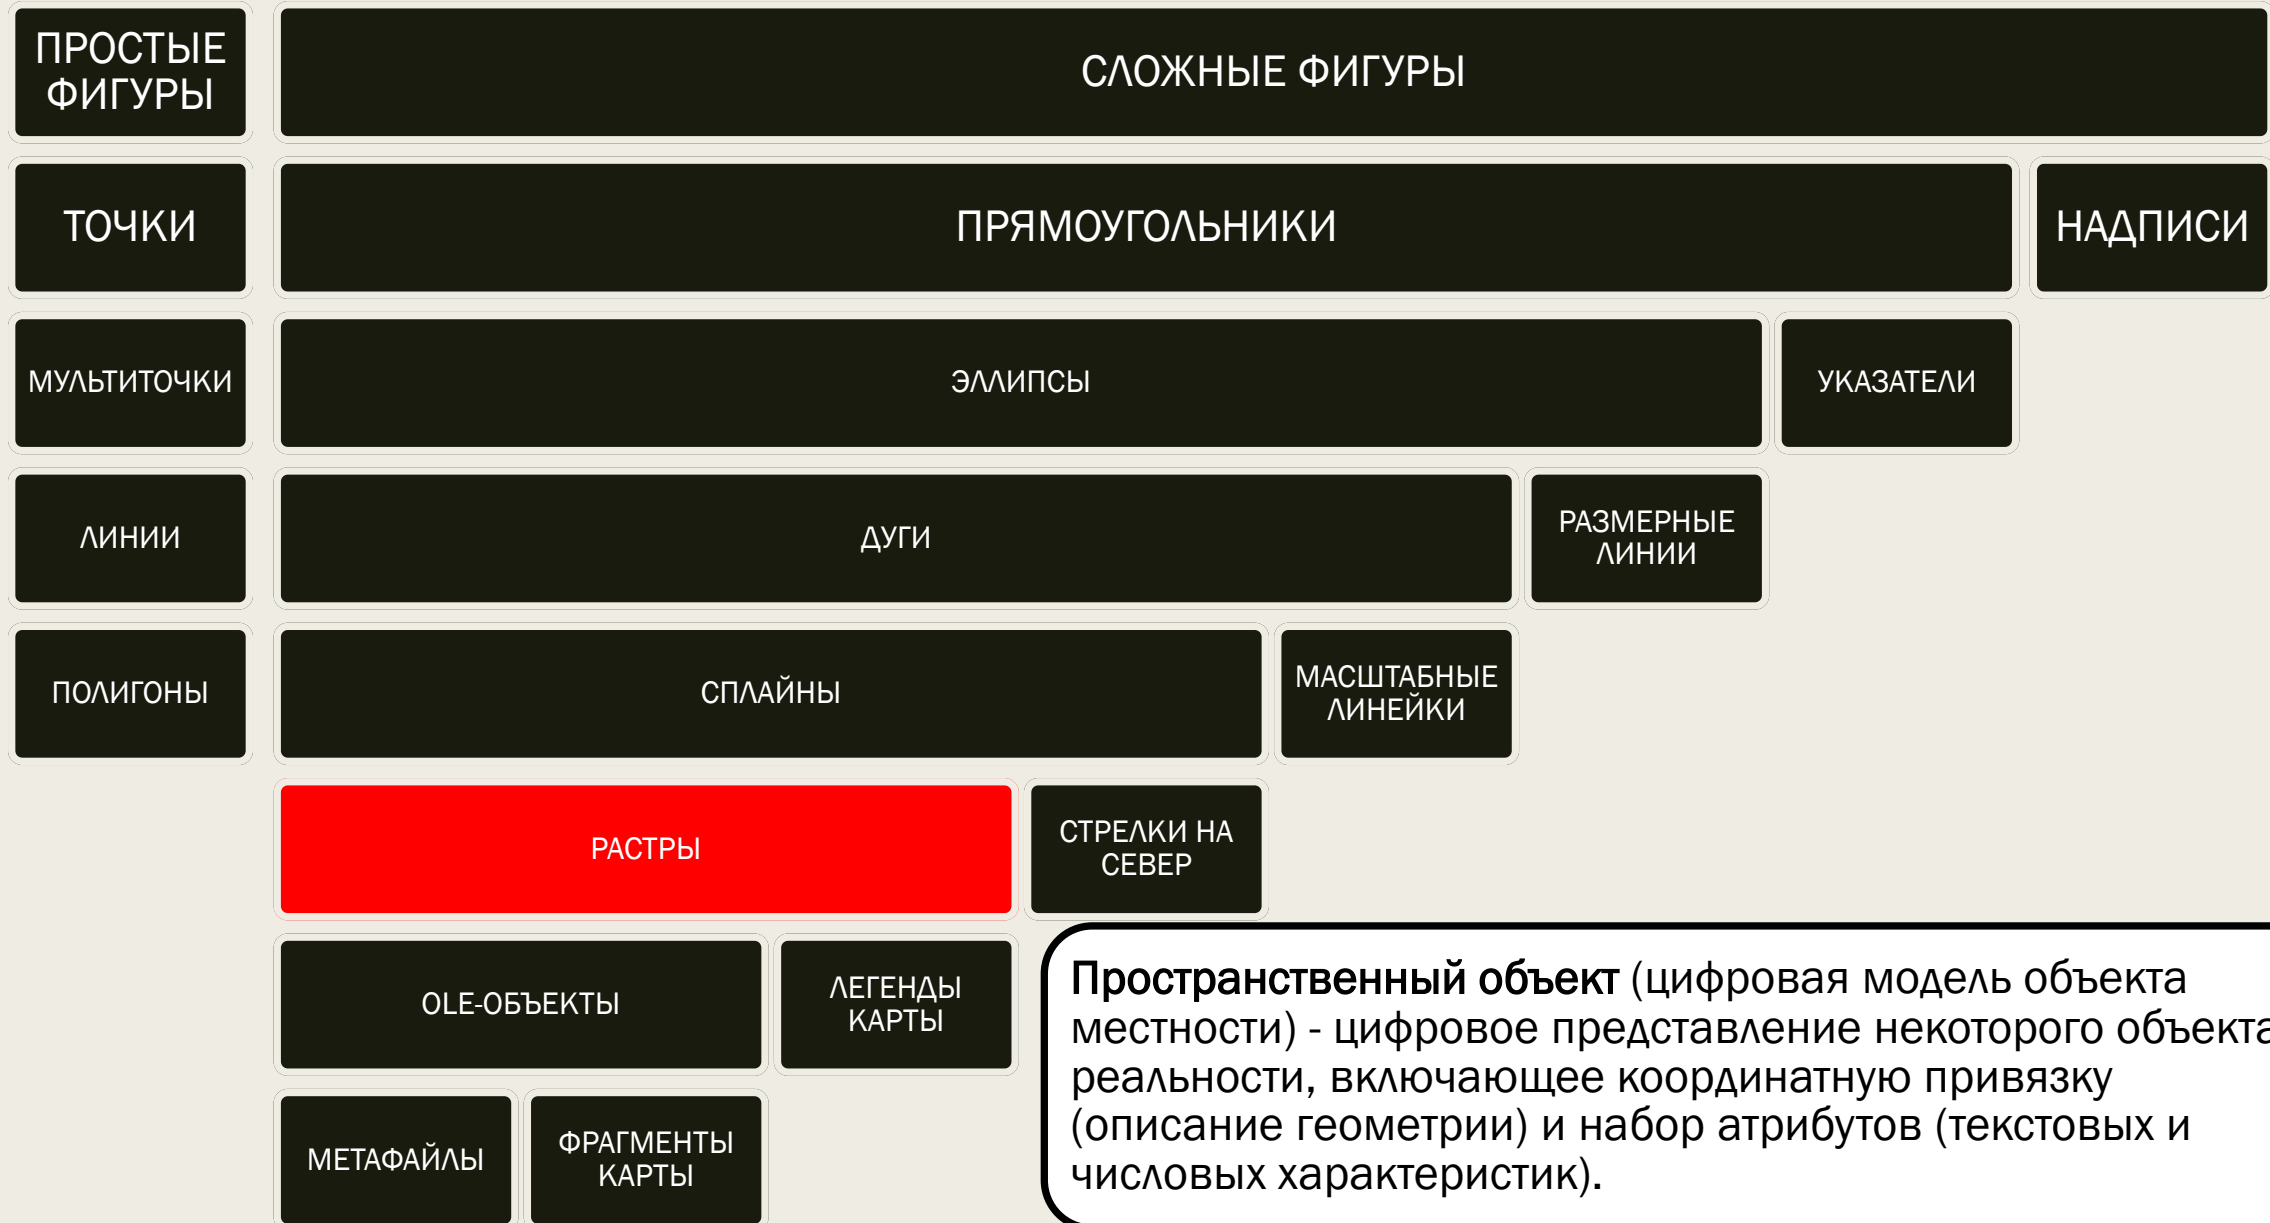 ПРОСТЫЕ
ФИГУРЫ
СЛОЖНЫЕ ФИГУРЫ
ТОЧКИ
ПРЯМОУГОЛЬНИКИ
НАДПИСИ
МУЛЬТИТОЧКИ
ЭЛЛИПСЫ
УКАЗАТЕЛИ
ЛИНИИ
ДУГИ
РАЗМЕРНЫЕ
ЛИНИИ
ПОЛИГОНЫ
СПЛАЙНЫ
МАСШТАБНЫЕ
ЛИНЕЙКИ
РАСТРЫ
СТРЕЛКИ НА
СЕВЕР
OLE-ОБЪЕКТЫ
ЛЕГЕНДЫ
КАРТЫ
МЕТАФАЙЛЫ
ФРАГМЕНТЫ
КАРТЫ
Пространственный объект (цифровая модель объекта
местности) - цифровое представление некоторого объекта
реальности, включающее координатную привязку
(описание геометрии) и набор атрибутов (текстовых и
числовых характеристик).